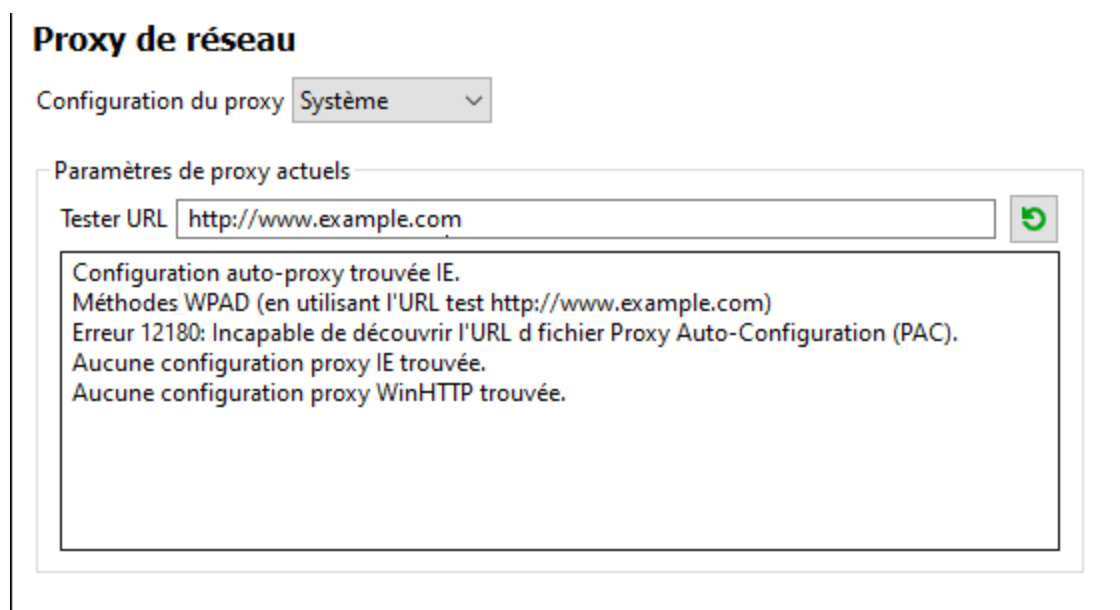 Proxy de réseau
Configuration du proxy Système
Paramètres de proxy actuels
Tester URL http://www.example.com
Configuration auto-proxy trouvée IE.
Méthodes WPAD (en utilisant l'URL test http://www.example.com)
Erreur 12180: Incapable de découvrir l'URL d fichier Proxy Auto-Configuration (PAC).
Aucune configuration proxy IE trouvée.
Aucune configuration proxy WinHTTP trouvée.